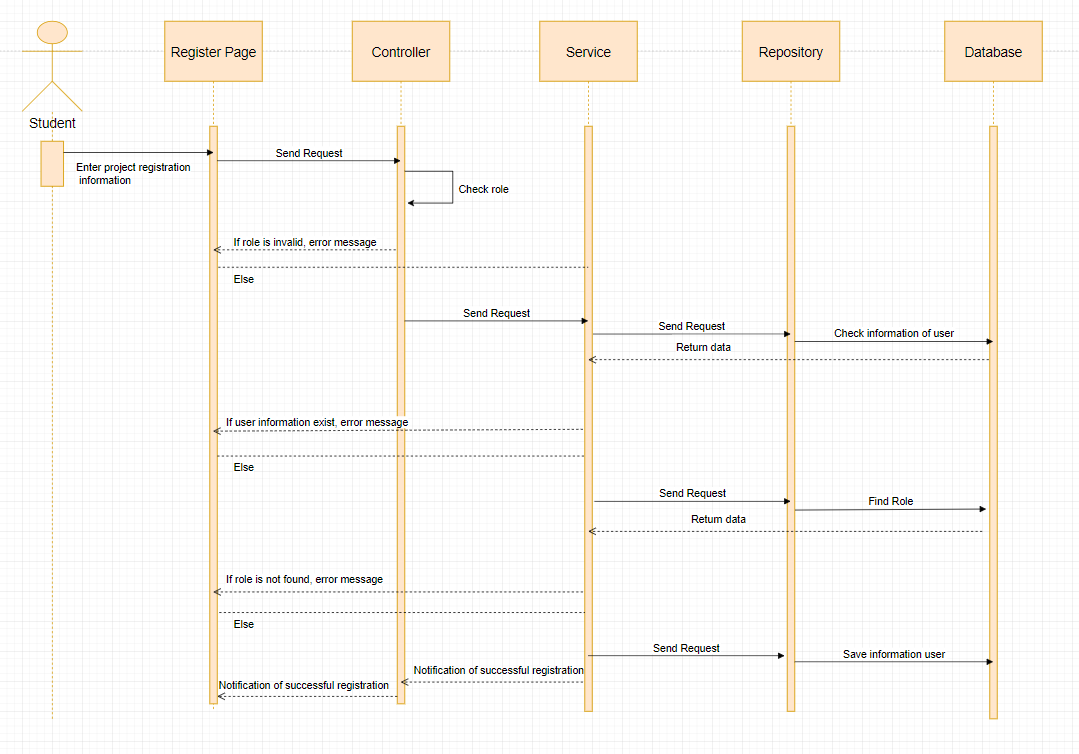 Register Page
Controller
Service
Repository
Database
Student
Enter project registration
information
Send Request
Check role
If role is invalid, error message
Else
Send Request
Send Request
Check information of user
Return data
If user information exist, error message
Else
Send Request
Find Role
Return data
If role is not found, error message
Else
Send Request
Save information user
Notification of successful registration
Notification of successful registration